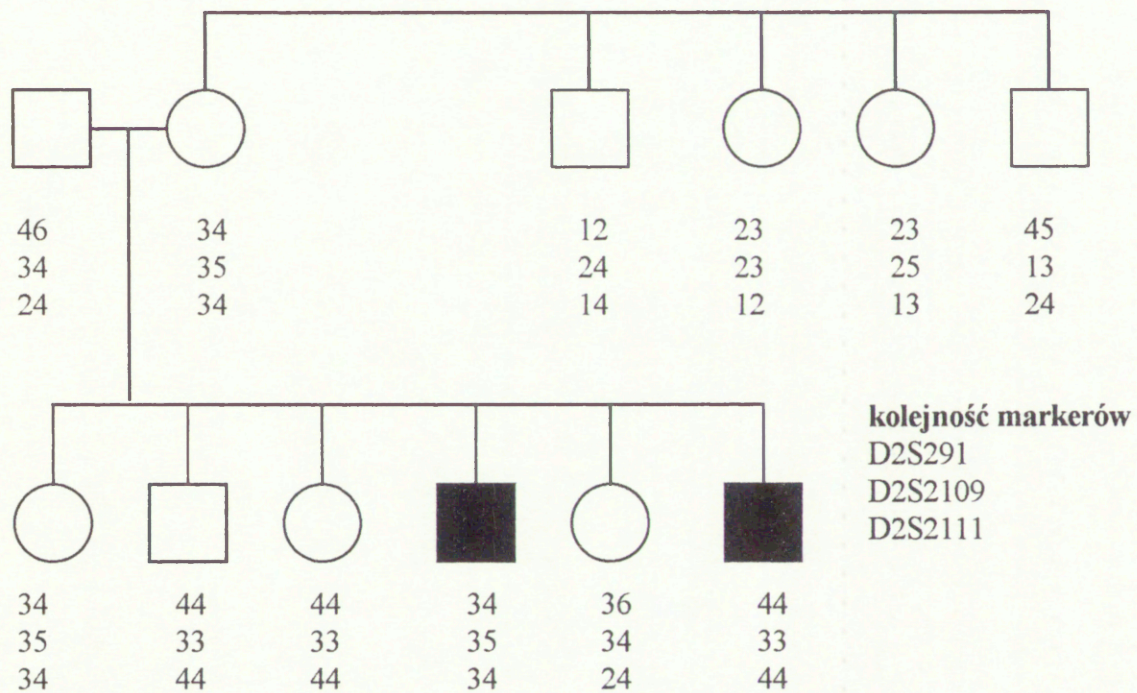 46 34 12 23 23 45
34 35 24 23 25 13
24 34 14 12 13 24
kolejność markerów
D2S291
D2S2109
D2S2111
34 44 44 34 36 44
35 33 33 35 34 33
34 44 44 34 24 44